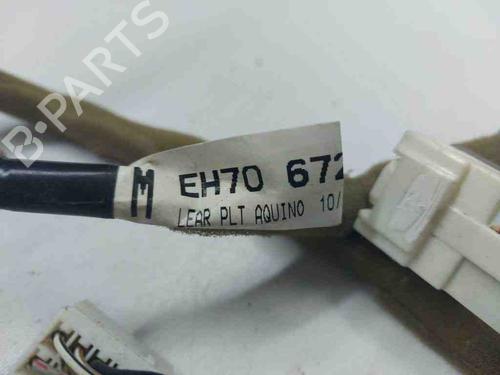 B-PARTS
M EH70 672
LEAR PLT AQUINO 10/